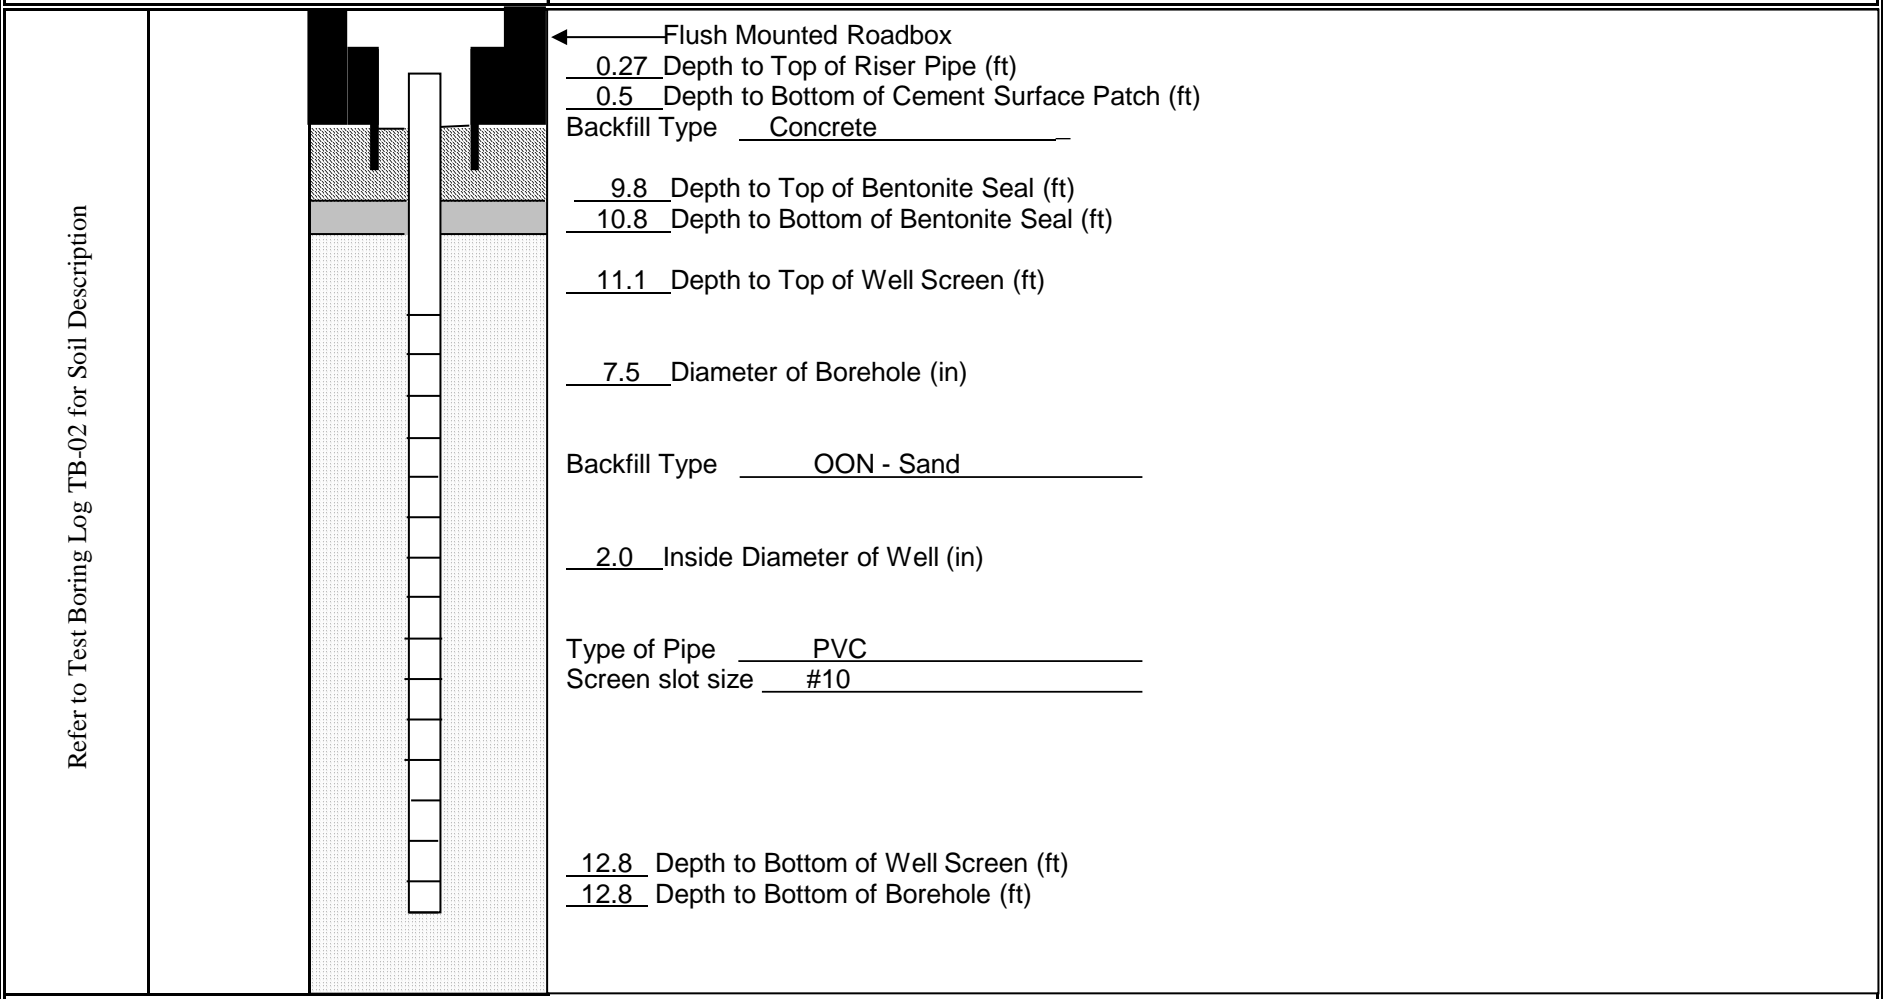 Refer to Test Boring Log TB-02 for Soil Description
Flush Mounted Roadbox
0.27 Depth to Top of Riser Pipe (ft)
0.5 Depth to Bottom of Cement Surface Patch (ft)
Backfill Type Concrete
9.8 Depth to Top of Bentonite Seal (ft)
10.8 Depth to Bottom of Bentonite Seal (ft)
11.1 Depth to Top of Well Screen (ft)
7.5 Diameter of Borehole (in)
Backfill Type OON - Sand
2.0 Inside Diameter of Well (in)
Type of Pipe PVC
Screen slot size #10
12.8 Depth to Bottom of Well Screen (ft)
12.8 Depth to Bottom of Borehole (ft)